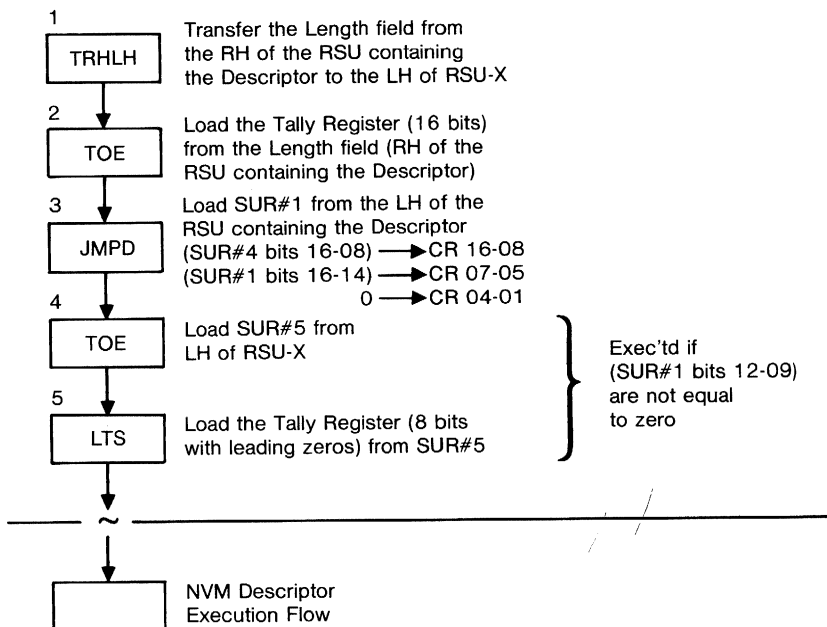 1
TRHLH
Transfer the Length field from
the RH of the RSU containing
the Descriptor to the LH of RSU-X
2
TOE
Load the Tally Register (16 bits)
from the Length field (RH of the
RSU containing the Descriptor)
3
JMPD
Load SUR#1 from the LH of the
RSU containing the Descriptor
(SUR#4 bits 16-08) → CR 16-08
(SUR#1 bits 16-14) → CR 07-05
0 → CR 04-01
4
TOE
Load SUR#5 from
LH of RSU-X
5
LTS
Load the Tally Register (8 bits
with leading zeros) from SUR#5
Exec'td if
(SUR#1 bits 12-09)
are not equal
to zero
~
NVM Descriptor
Execution Flow